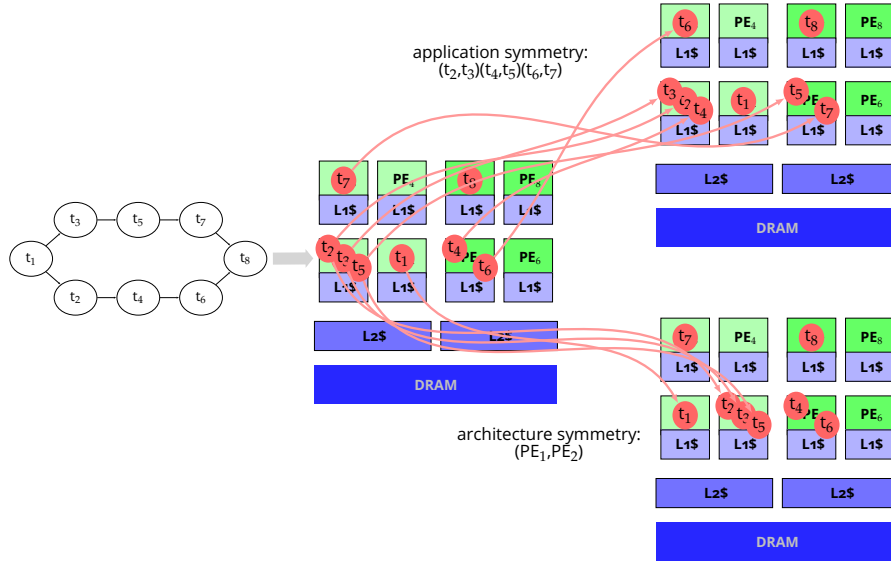 t6 PE4 t8 PE8
L1$ L1$ L1$ L1$
application symmetry:
(t2,t3)(t4,t5)(t6,t7)
t3 t2 t4 t1 t5 PE t7 PE6
L1$ L1$ L1$ L1$
L2$ L2$
DRAM
t7 PE4 t8 PE8
L1$ L1$ L1$ L1$
t2 t3 t5 t1 t4 PE t6 PE6
L1$ L1$ L1$ L1$
L2$ L2$
DRAM
t3 t5 t7
t1 t8
t2 t4 t6
t7 PE4 t8 PE8
L1$ L1$ L1$ L1$
t1 t2 t3 t5 t4 PE t6 PE6
L1$ L1$ L1$ L1$
architecture symmetry:
(PE1,PE2)
L2$ L2$
DRAM